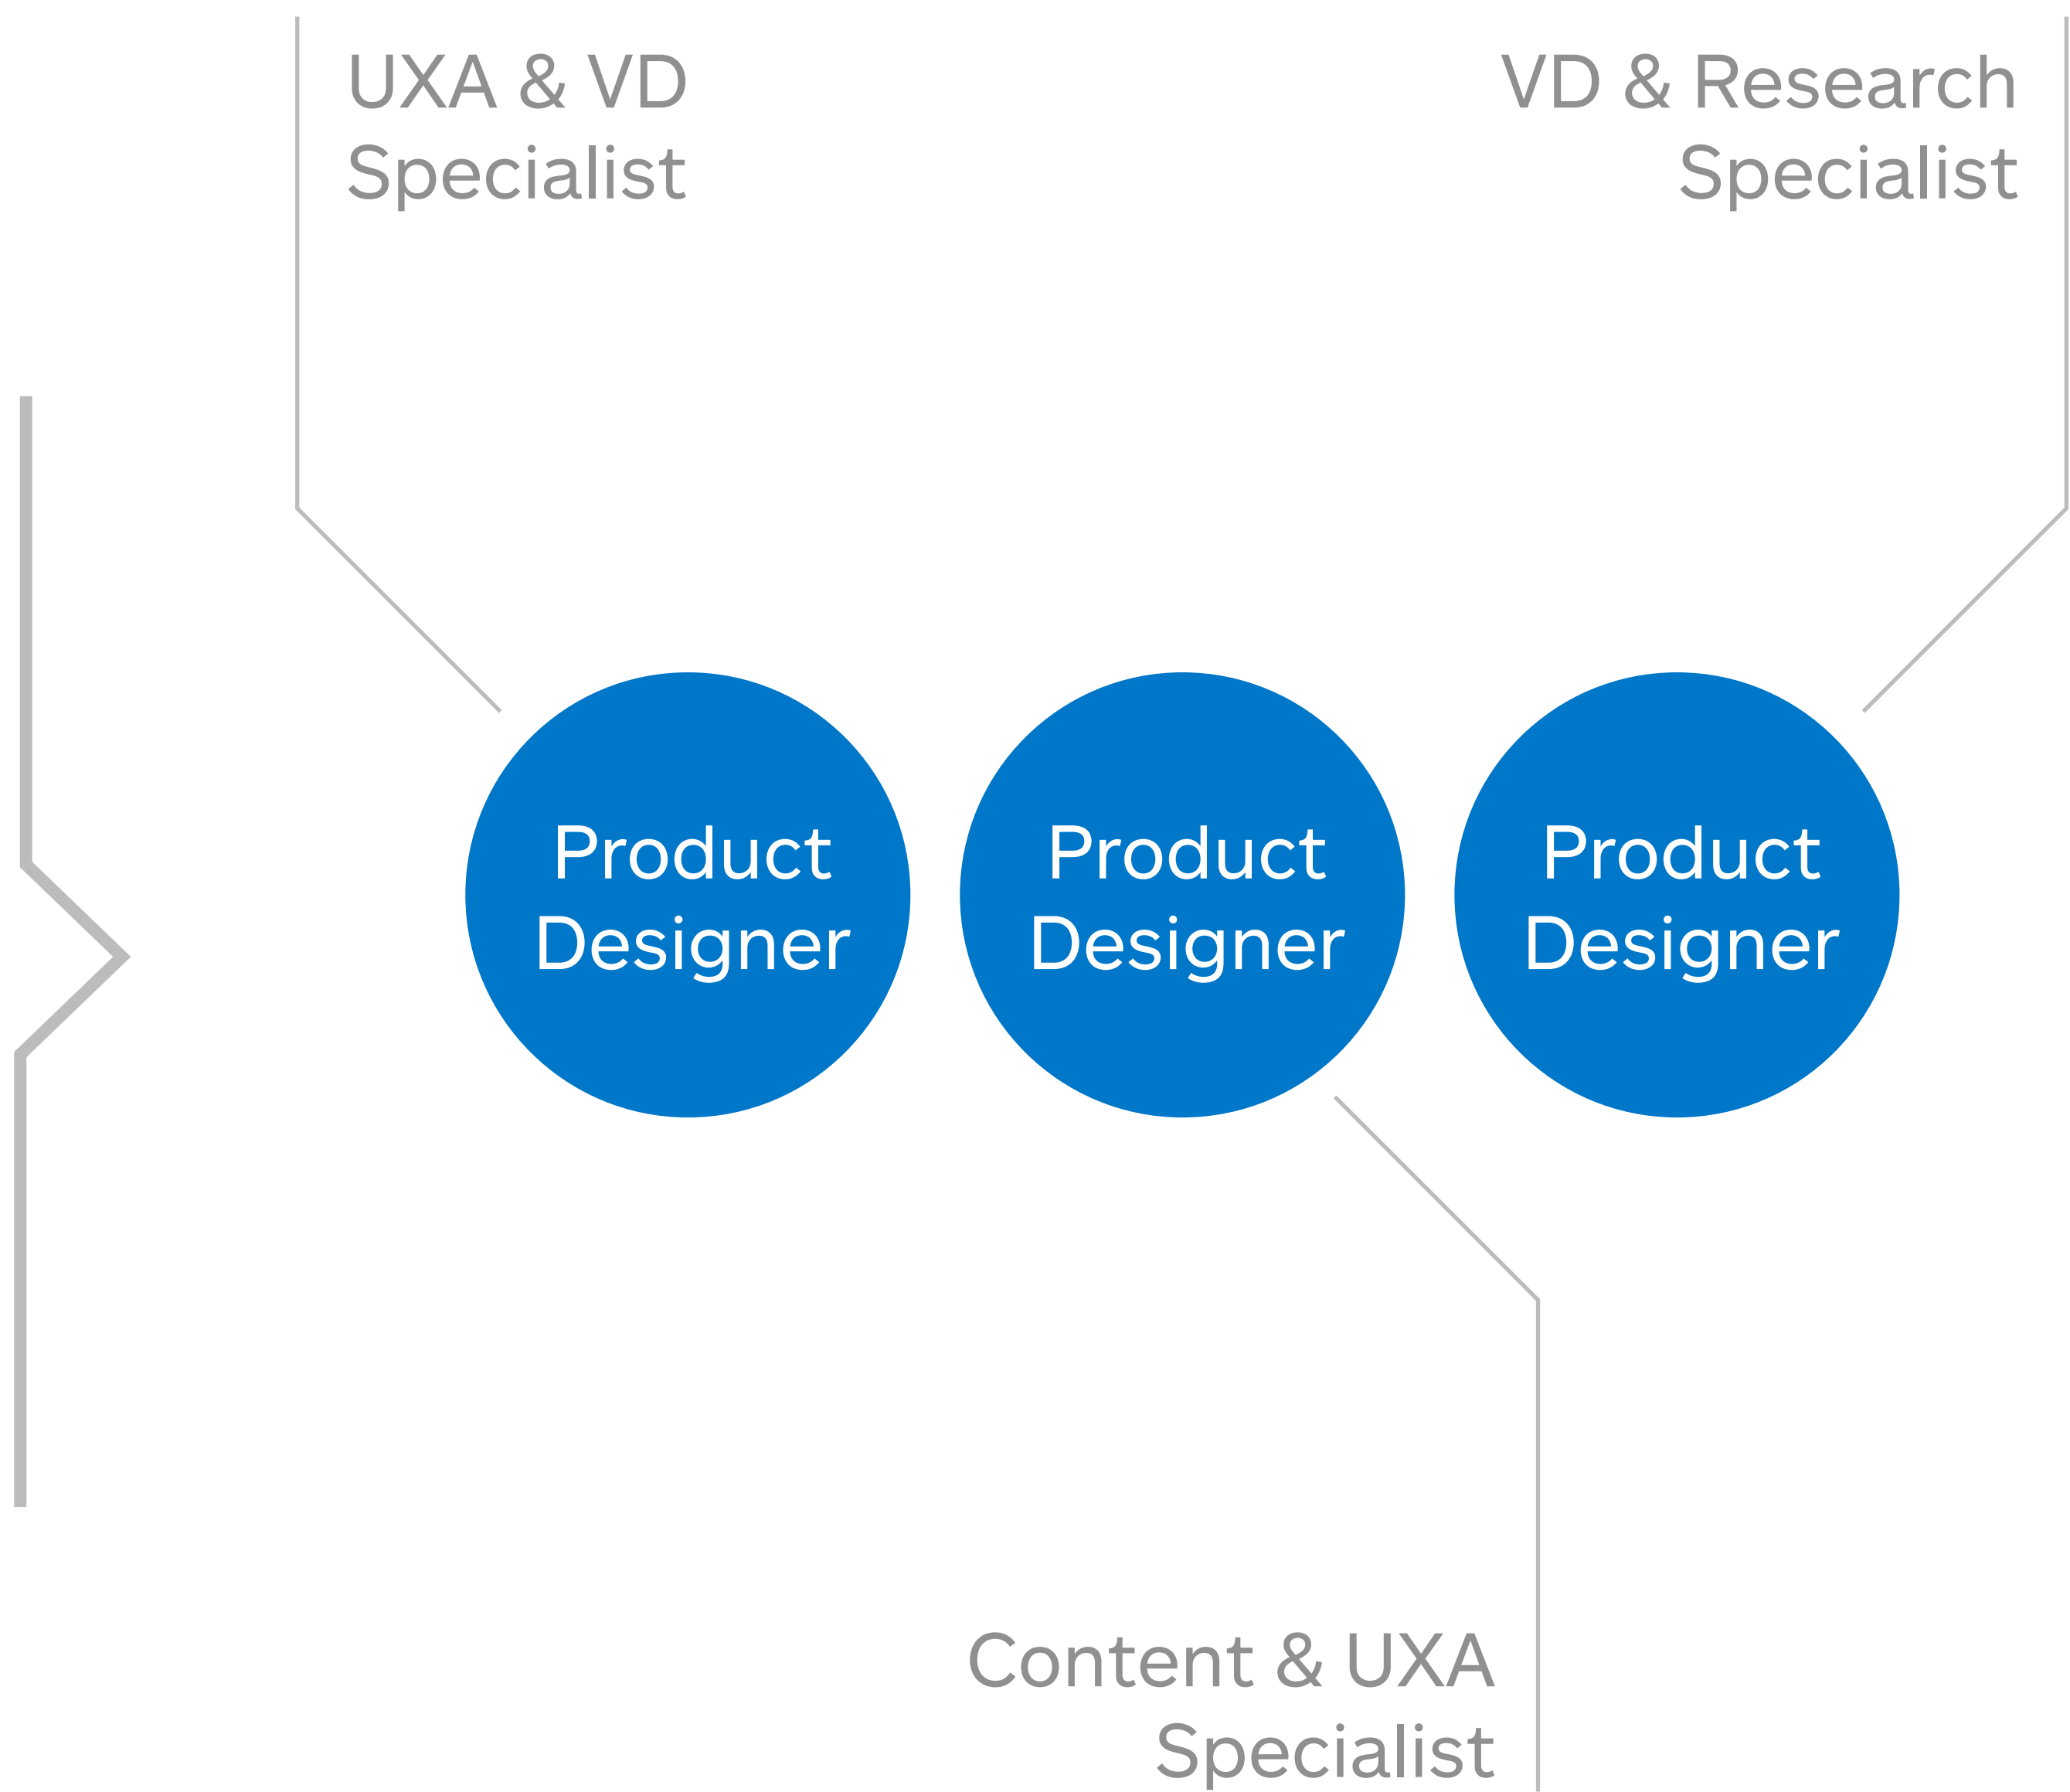 UXA & VD
Specialist
VD & Research
Specialist
Product
Designer
Product
Designer
Product
Designer
Content & UXA
Specialist